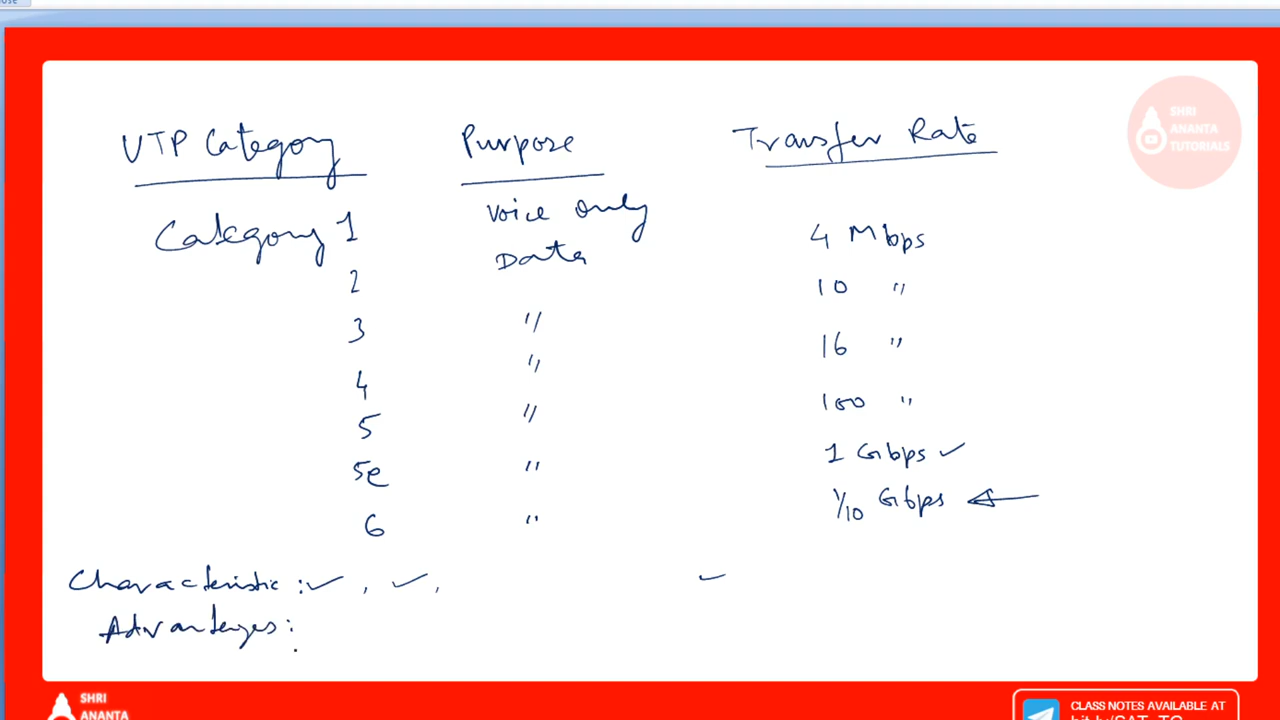 UTP Category Purpose Transfer Rate
SHRI
ANANTA
TUTORIALS
Category 1 Voice Only
Data 4 Mbps
2 10 "
3 "
4 " 16 "
5 " 100 "
5e " 1 Gbps ✓
6 " 1/10 Gbps ←
Characteristic : ✓ , ✓ , ✓
Advantages :
SHRI
ANANTA
CLASS NOTES AVAILABLE AT